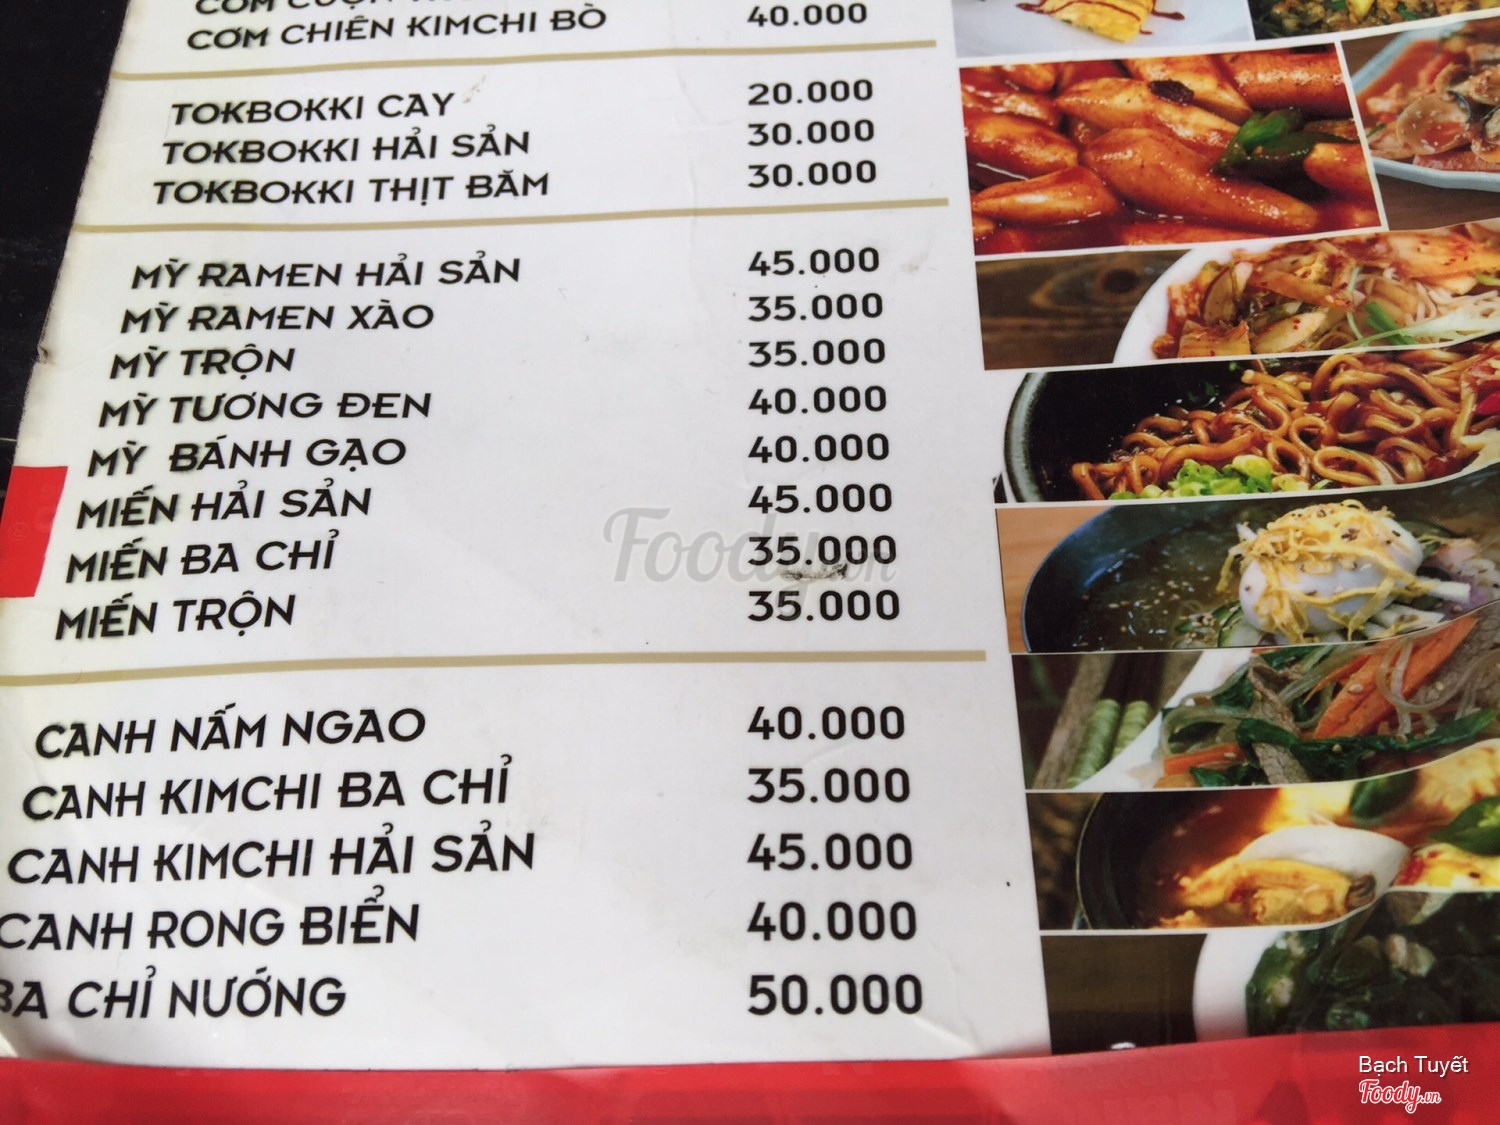 CƠM CUỘN
CƠM CHIÊN KIMCHI BÒ 40.000
TOKBOKKI CAY 20.000
TOKBOKKI HẢI SẢN 30.000
TOKBOKKI THỊT BĂM 30.000
MỲ RAMEN HẢI SẢN 45.000
MỲ RAMEN XÀO 35.000
MỲ TRỘN 35.000
MỲ TƯƠNG ĐEN 40.000
MỲ BÁNH GẠO 40.000
MIẾN HẢI SẢN 45.000
MIẾN BA CHỈ 35.000
MIẾN TRỘN 35.000
CANH NẤM NGAO 40.000
CANH KIMCHI BA CHỈ 35.000
CANH KIMCHI HẢI SẢN 45.000
CANH RONG BIỂN 40.000
BA CHỈ NƯỚNG 50.000
Foody.vn
Bạch Tuyết
Foody.vn